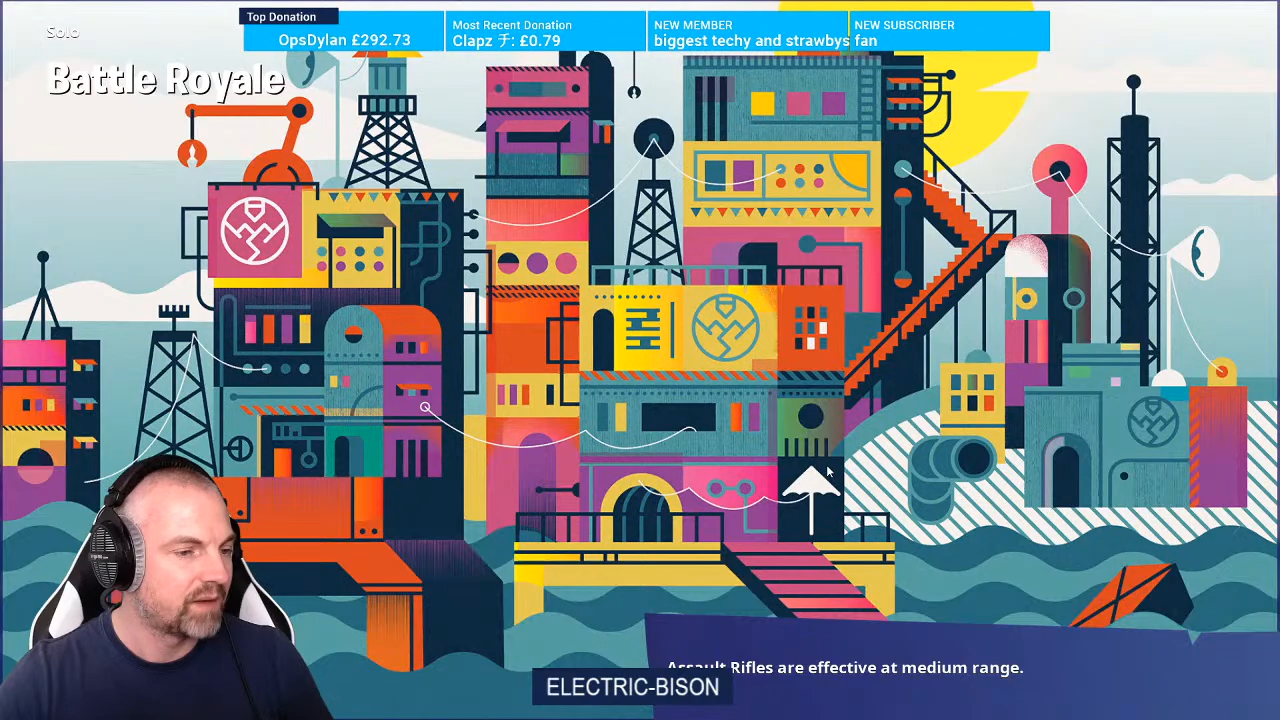 Top Donation
OpsDylan £292.73
Most Recent Donation
Clapz チ: £0.79
NEW MEMBER
biggest techy and strawbys fan
NEW SUBSCRIBER
Solo
Battle Royale
Assault Rifles are effective at medium range.
ELECTRIC-BISON